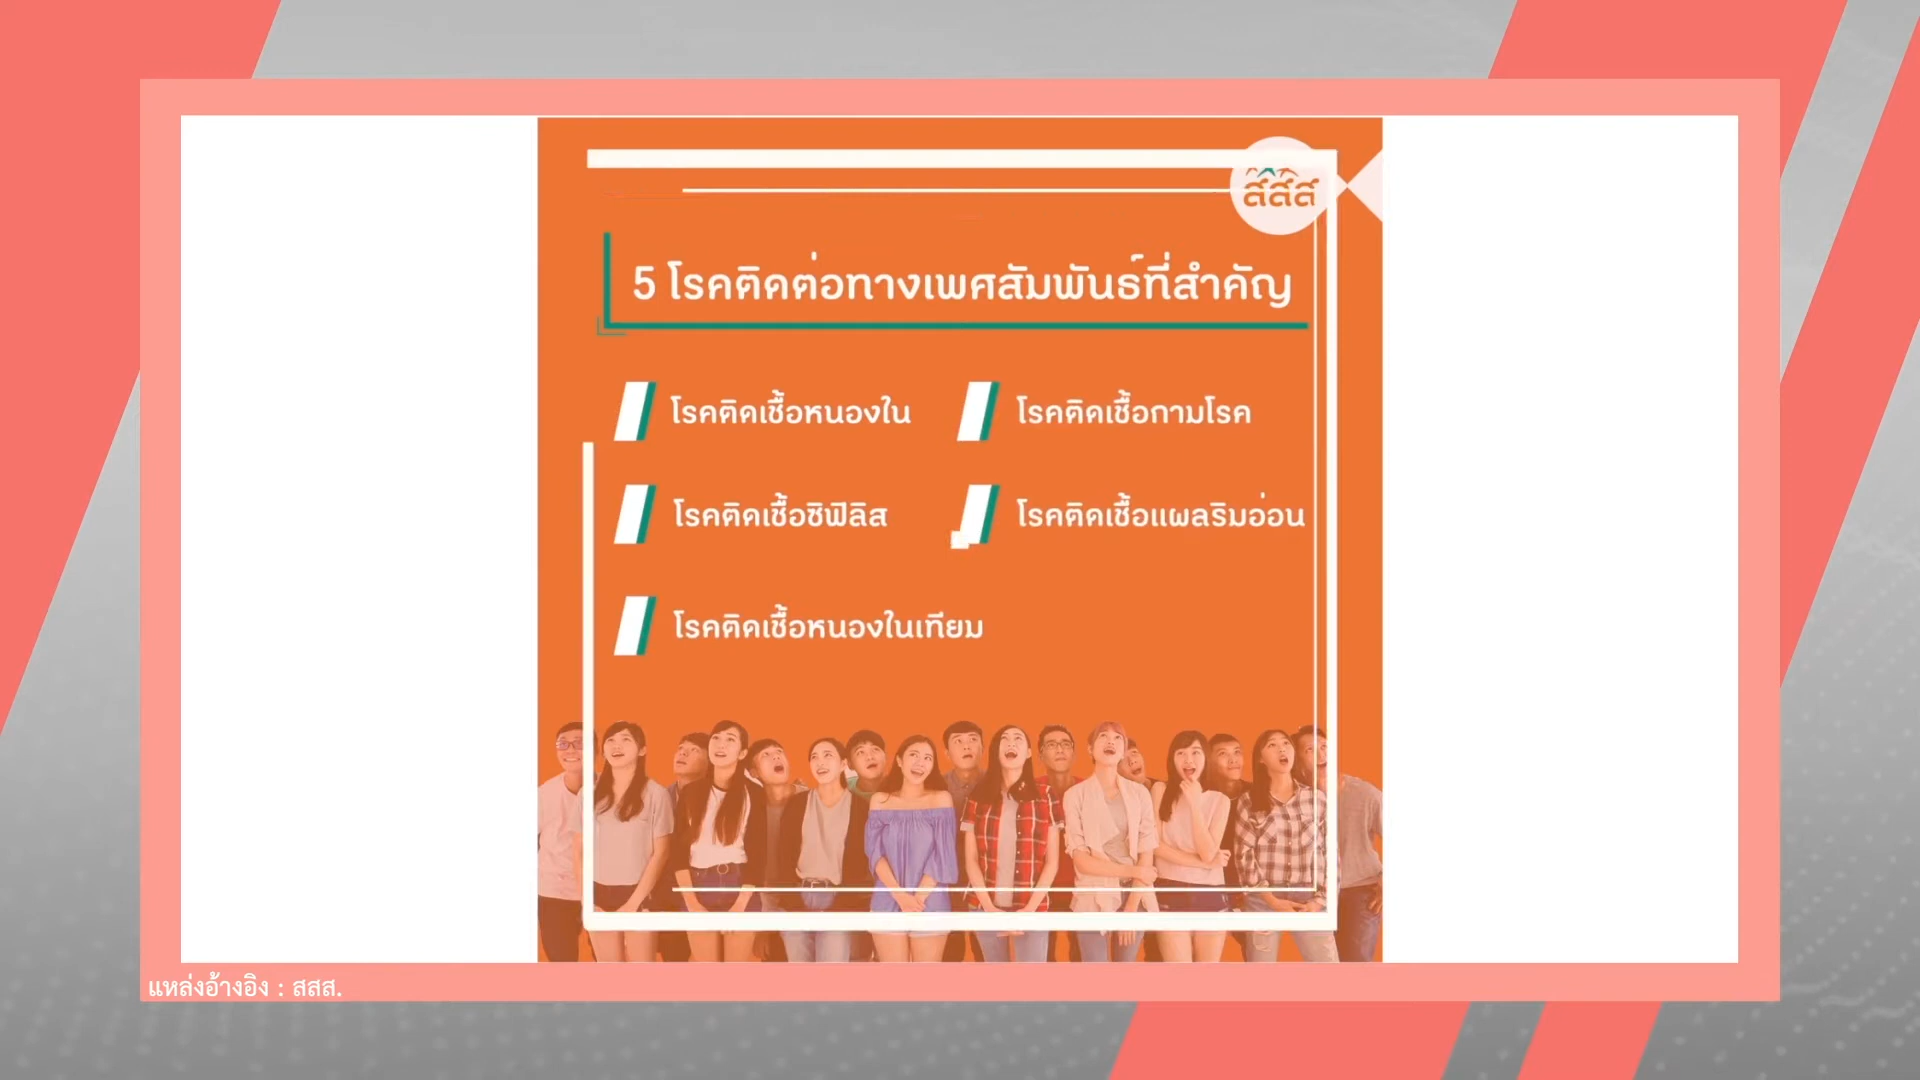 สสส
5 โรคติดต่อทางเพศสัมพันธ์ที่สำคัญ
โรคติดเชื้อหนองใน
โรคติดเชื้อกามโรค
โรคติดเชื้อซิฟิลิส
โรคติดเชื้อแผลริมอ่อน
โรคติดเชื้อหนองในเทียม
แหล่งอ้างอิง : สสส.